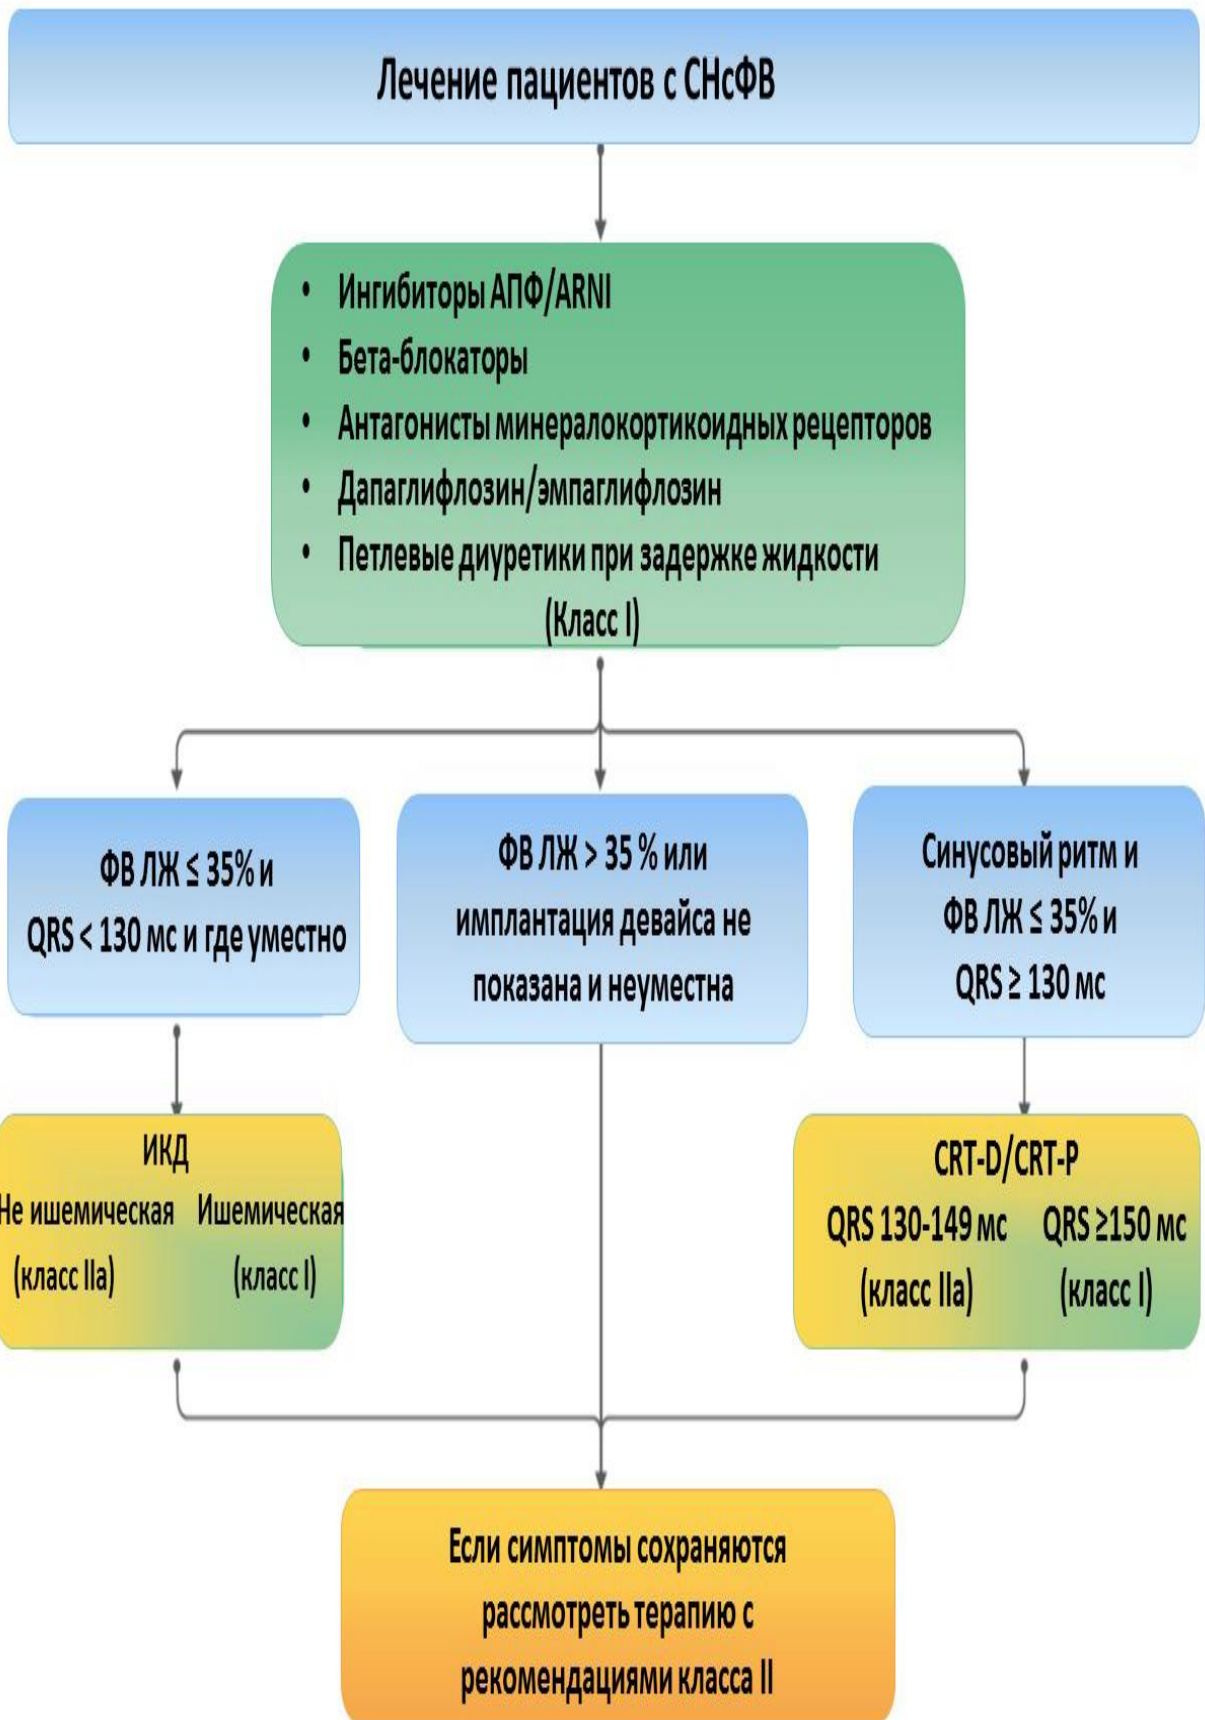 Лечение пациентов с СНсФВ
• Ингибиторы АПФ/ARNI
• Бета-блокаторы
• Антагонисты минералокортикоидных рецепторов
• Дапаглифлозин/эмпаглифлозин
• Петлевые диуретики при задержке жидкости
(Класс I)
ФВ ЛЖ ≤ 35% и
QRS < 130 мс и где уместно
ФВ ЛЖ > 35 % или
имплантация девайса не
показана и неуместна
Синусовый ритм и
ФВ ЛЖ ≤ 35% и
QRS ≥ 130 мс
ИКД
Не ишемическая Ишемическая
(класс IIa) (класс I)
CRT-D/CRT-P
QRS 130-149 мс QRS ≥150 мс
(класс IIa) (класс I)
Если симптомы сохраняются
рассмотреть терапию с
рекомендациями класса II